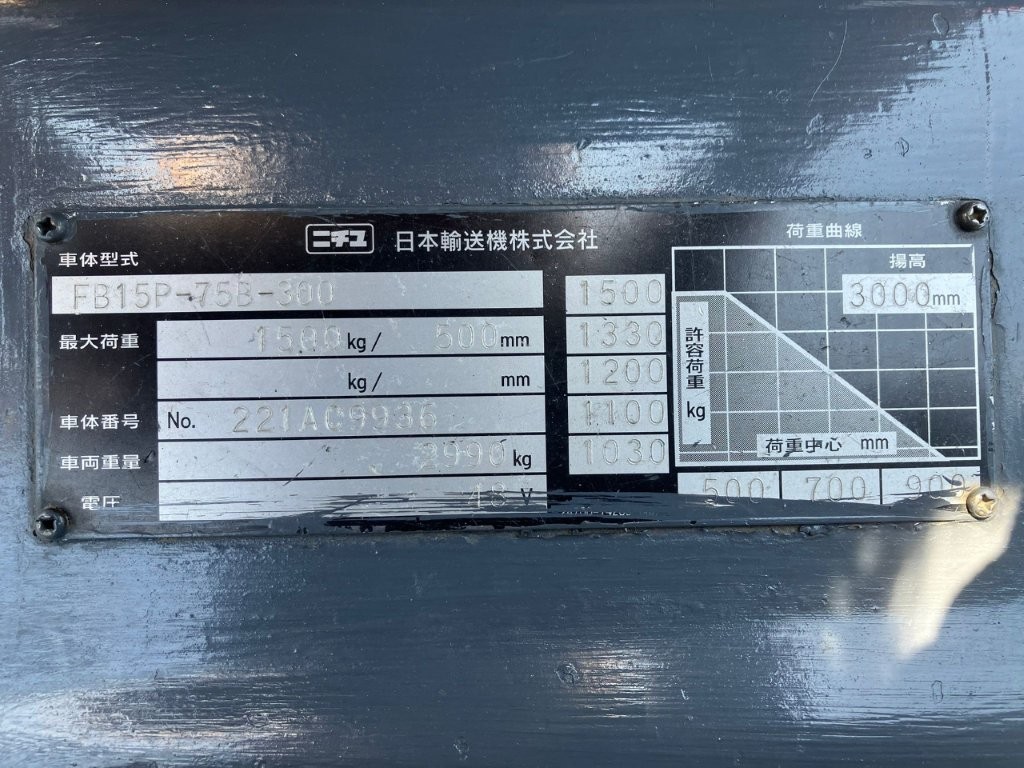 ニチユ 日本輸送機株式会社
車体型式
FB15P-75B-300
最大荷重 1500 kg/ 500 mm
kg/ mm
車体番号 No. 221AC9936
車両重量 2990 kg
電圧 48 V
1500
1330
1200
1100
1030
荷重曲線
揚高
3000mm
許容荷重 kg
荷重中心 mm
500 700 900